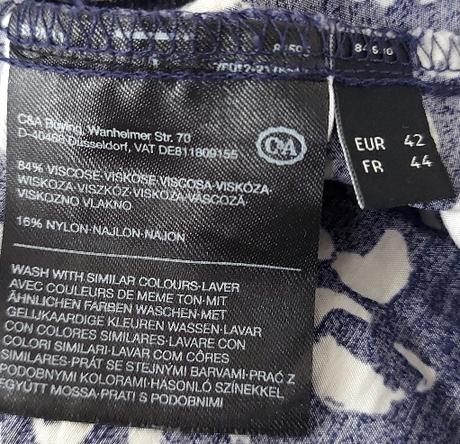 C&A Buying, Wanheimer Str. 70
D-40468 Düsseldorf, VAT DE811809155
C&A
84% VISCOSE·VISKOSE·VISCOSA·VISKÓZA·
WISKOZA·VISZKÓZ·VISKOZA·VÂSCOZĂ·
VISKOZNO VLAKNO
16% NYLON·NAJLON·NAJON
WASH WITH SIMILAR COLOURS·LAVER
AVEC COULEURS DE MEME TON·MIT
ÄHNLICHEN FARBEN WASCHEN·MET
GELIJKAARDIGE KLEUREN WASSEN·LAVAR
CON COLORES SIMILARES·LAVARE CON
COLORI SIMILARI·LAVAR COM CÔRES
SIMILARES·PRÁT SE STEJNÝMI BARVAMI·PRAĆ Z
PODOBNYMI KOLORAMI·HASONLÓ SZÍNEKKEL
EGYÜTT MOSSA·PRATI S PODOBNIMI
EUR 42
FR 44